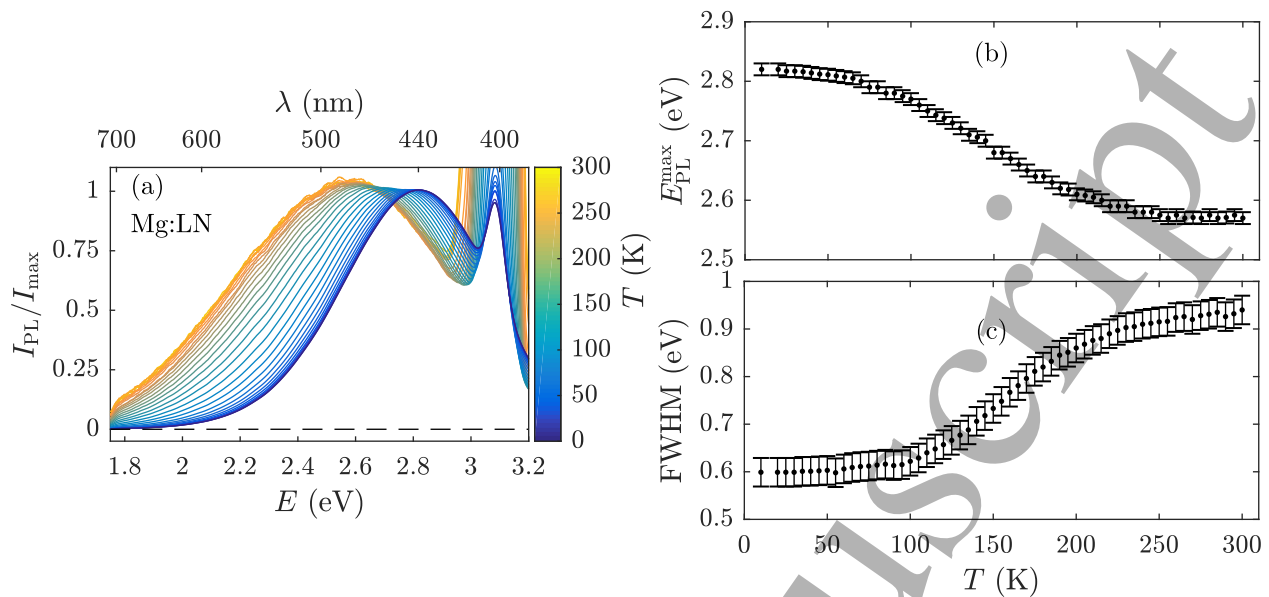 λ (nm)
700 600 500 440 400
(a)
Mg:LN
1
0.75
0.5
0.25
0
I_PL/I_max
1.8 2 2.2 2.4 2.6 2.8 3 3.2
E (eV)
300
250
200
150
100
50
0
T (K)
(b)
2.9
2.8
2.7
2.6
2.5
E_PL^max (eV)
(c)
1
0.9
0.8
0.7
0.6
0.5
FWHM (eV)
0 50 100 150 200 250 300
T (K)
uscript